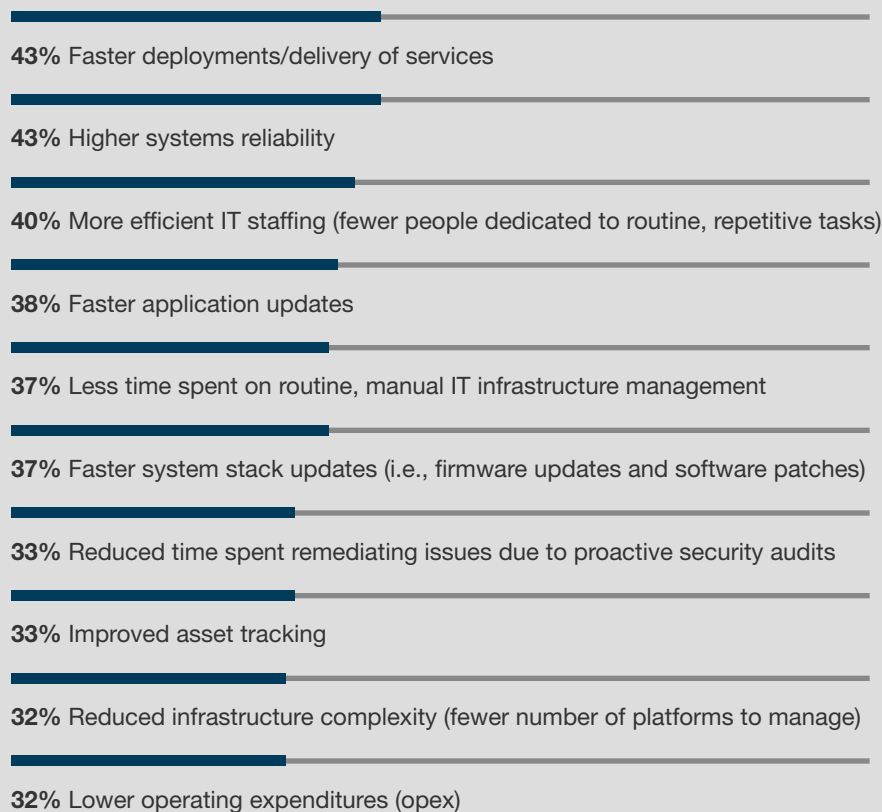 43% Faster deployments/delivery of services
43% Higher systems reliability
40% More efficient IT staffing (fewer people dedicated to routine, repetitive tasks)
38% Faster application updates
37% Less time spent on routine, manual IT infrastructure management
37% Faster system stack updates (i.e., firmware updates and software patches)
33% Reduced time spent remediating issues due to proactive security audits
33% Improved asset tracking
32% Reduced infrastructure complexity (fewer number of platforms to manage)
32% Lower operating expenditures (opex)